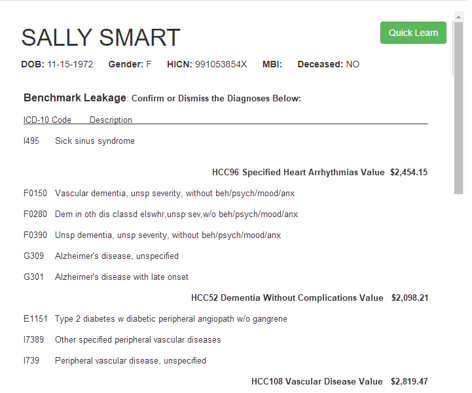 SALLY SMART
Quick Learn
DOB: 11-15-1972 Gender: F HICN: 991053854X MBI: Deceased: NO
Benchmark Leakage: Confirm or Dismiss the Diagnoses Below:
ICD-10 Code Description
I495 Sick sinus syndrome
HCC96 Specified Heart Arrhythmias Value $2,454.15
F0150 Vascular dementia, unsp severity, without beh/psych/mood/anx
F0280 Dem in oth dis classd elswhr,unsp sev,w/o beh/psych/mood/anx
F0390 Unsp dementia, unsp severity, without beh/psych/mood/anx
G309 Alzheimer's disease, unspecified
G301 Alzheimer's disease with late onset
HCC52 Dementia Without Complications Value $2,098.21
E1151 Type 2 diabetes w diabetic peripheral angiopath w/o gangrene
I7389 Other specified peripheral vascular diseases
I739 Peripheral vascular disease, unspecified
HCC108 Vascular Disease Value $2,819.47